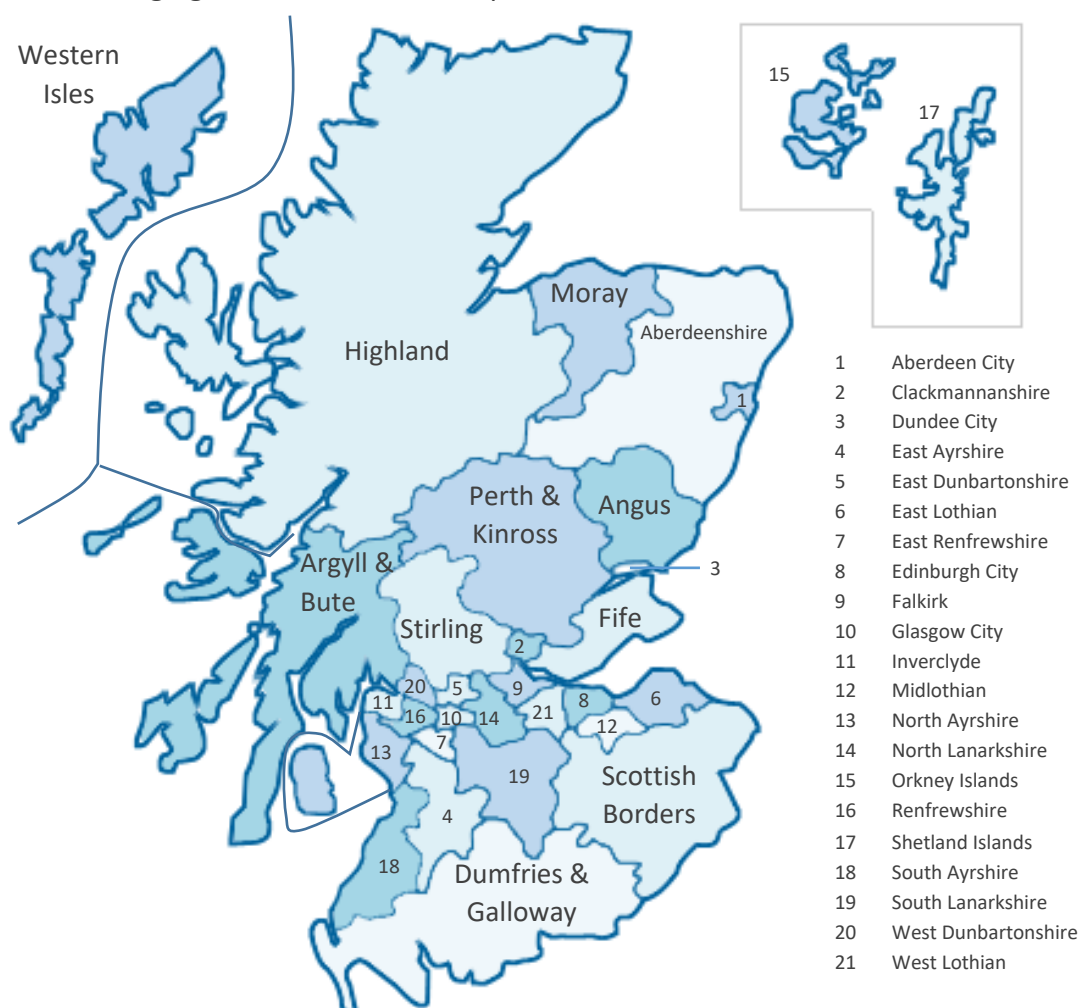 Western
Isles
15
17
Moray
Aberdeenshire
Highland
1
Perth &
Kinross
Angus
Argyll &
Bute
3
Stirling
Fife
2
20
5
9
6
11
16
10
14
21
8
12
7
13
19
Scottish
Borders
4
18
Dumfries &
Galloway
1 Aberdeen City
2 Clackmannanshire
3 Dundee City
4 East Ayrshire
5 East Dunbartonshire
6 East Lothian
7 East Renfrewshire
8 Edinburgh City
9 Falkirk
10 Glasgow City
11 Inverclyde
12 Midlothian
13 North Ayrshire
14 North Lanarkshire
15 Orkney Islands
16 Renfrewshire
17 Shetland Islands
18 South Ayrshire
19 South Lanarkshire
20 West Dunbartonshire
21 West Lothian